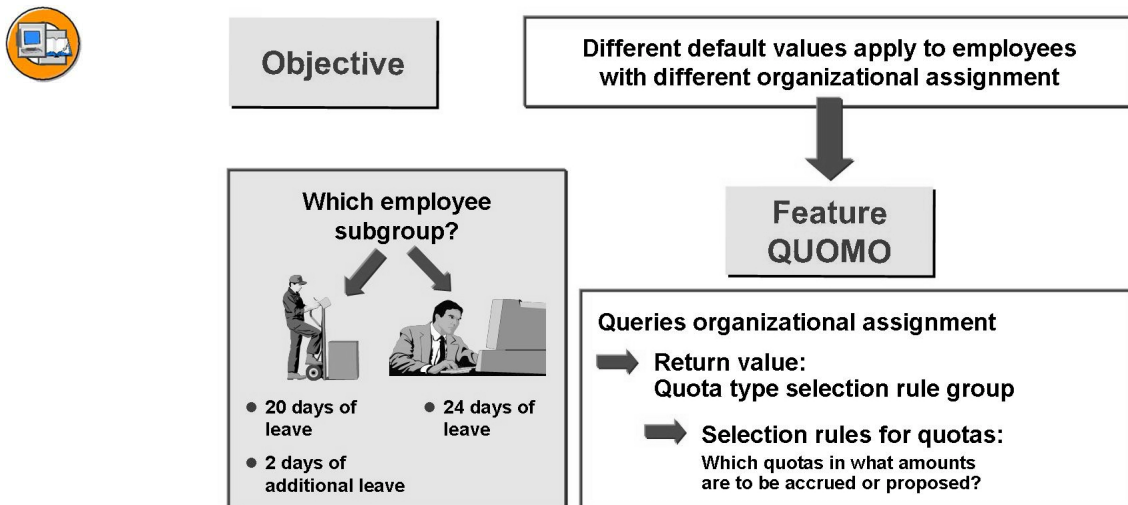 Objective
Different default values apply to employees
with different organizational assignment
Which employee
subgroup?
● 20 days of
leave
● 2 days of
additional leave
● 24 days of
leave
Feature
QUOMO
Queries organizational assignment
Return value:
Quota type selection rule group
Selection rules for quotas:
Which quotas in what amounts
are to be accrued or proposed?